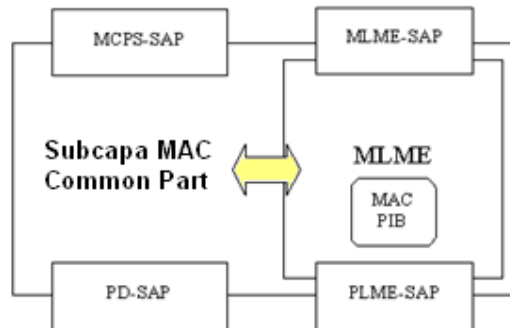 MCPS-SAP
MLME-SAP
Subcapa MAC
Common Part
MLME
MAC
PIB
PD-SAP
PLME-SAP